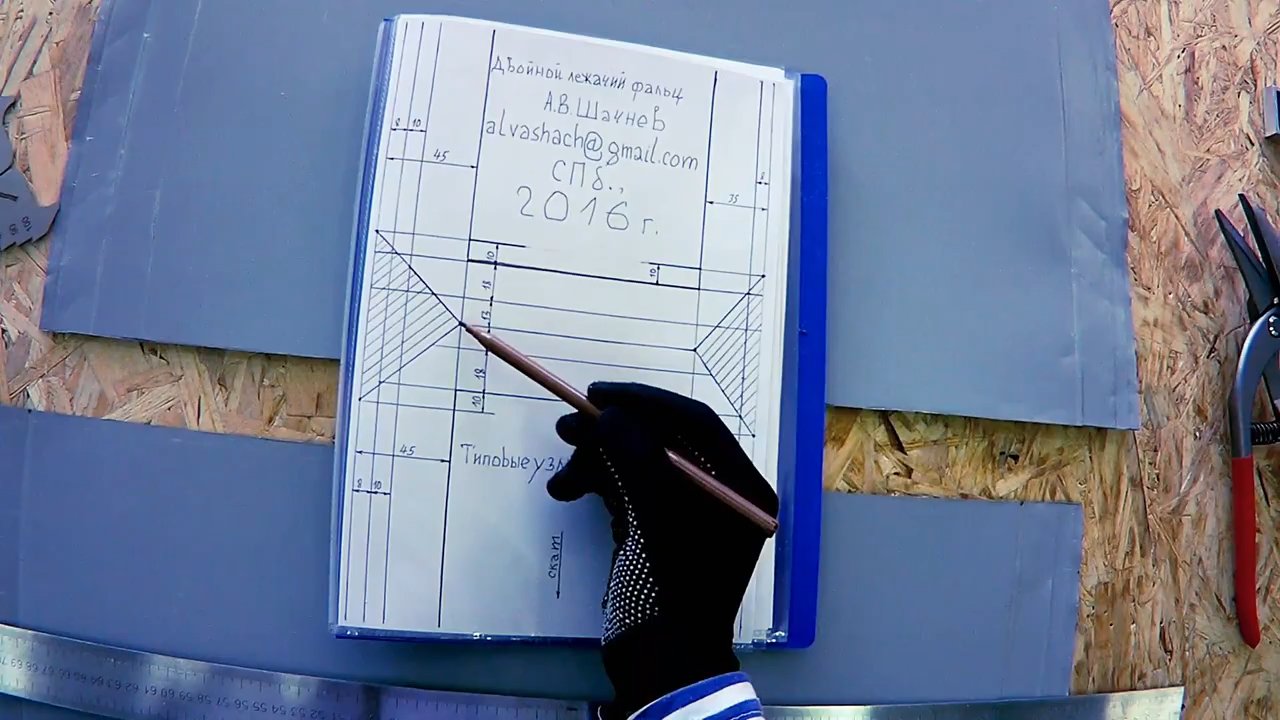 Двойной лежачий фальц
А.В. Шачнев
alvashach@gmail.com
СПб.,
2016 г.
8 10
45
8
35
10
10
18
13
18
10
45
8 10
Типовые
скат